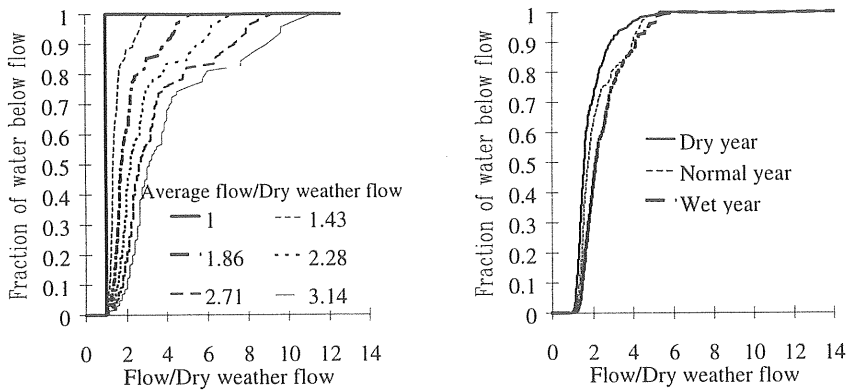 Fraction of water below flow
1
0.9
0.8
0.7
0.6
0.5
0.4
0.3
0.2
0.1
0
Average flow/Dry weather flow
1
1.43
1.86
2.28
2.71
3.14
0 2 4 6 8 10 12 14
Flow/Dry weather flow
Fraction of water below flow
1
0.9
0.8
0.7
0.6
0.5
0.4
0.3
0.2
0.1
0
Dry year
Normal year
Wet year
0 2 4 6 8 10 12 14
Flow/Dry weather flow